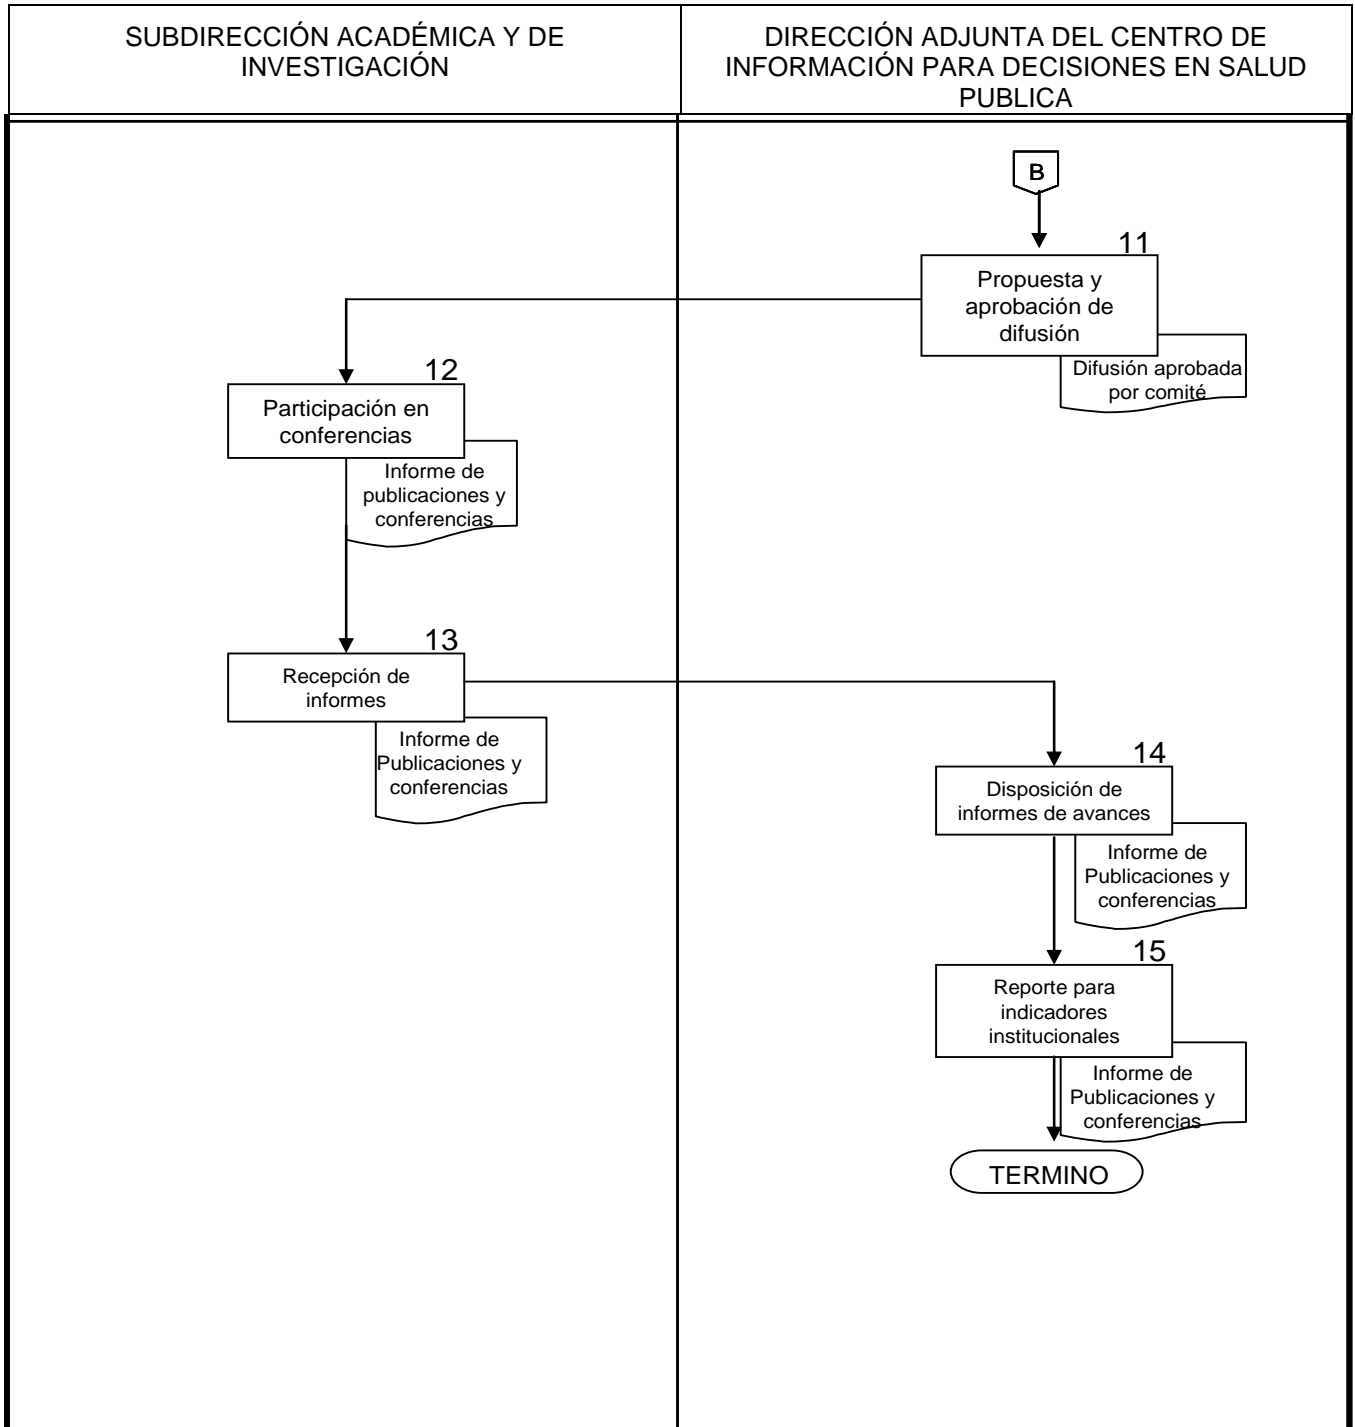 SUBDIRECCIÓN ACADÉMICA Y DE
INVESTIGACIÓN
DIRECCIÓN ADJUNTA DEL CENTRO DE
INFORMACIÓN PARA DECISIONES EN SALUD
PUBLICA
B
11
Propuesta y
aprobación de
difusión
Difusión aprobada
por comité
12
Participación en
conferencias
Informe de
publicaciones y
conferencias
13
Recepción de
informes
Informe de
Publicaciones y
conferencias
14
Disposición de
informes de avances
Informe de
Publicaciones y
conferencias
15
Reporte para
indicadores
institucionales
Informe de
Publicaciones y
conferencias
TERMINO